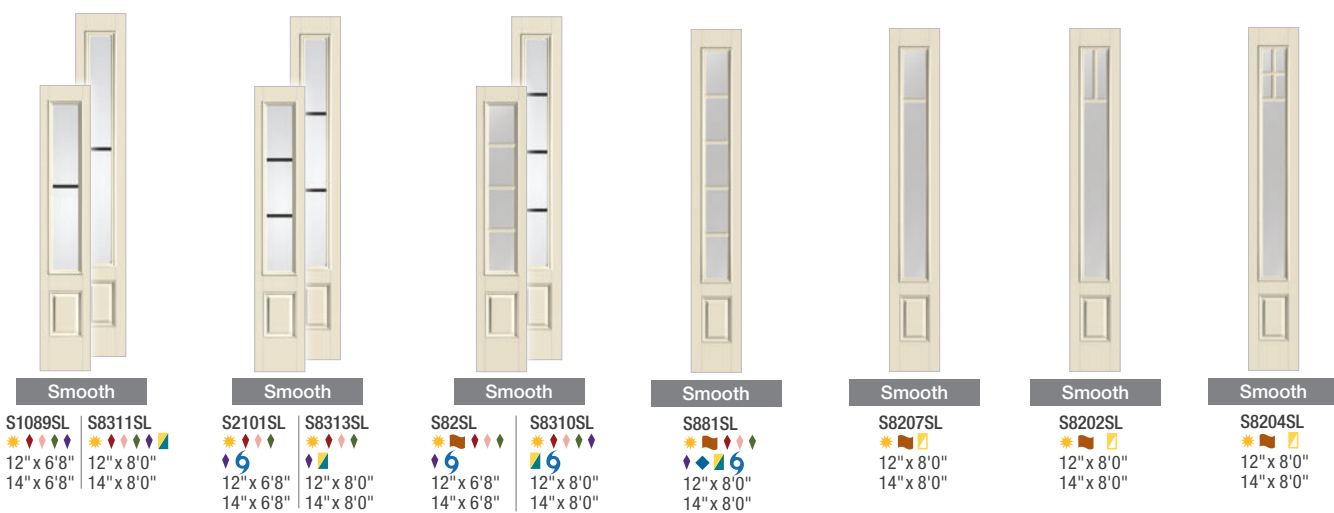 Smooth
S1089SL
12" x 6'8"
14" x 6'8"
S8311SL
12" x 8'0"
14" x 8'0"
Smooth
S2101SL
12" x 6'8"
14" x 6'8"
S8313SL
12" x 8'0"
14" x 8'0"
Smooth
S82SL
12" x 6'8"
14" x 6'8"
S8310SL
12" x 8'0"
14" x 8'0"
Smooth
S881SL
12" x 8'0"
14" x 8'0"
Smooth
S8207SL
12" x 8'0"
14" x 8'0"
Smooth
S8202SL
12" x 8'0"
14" x 8'0"
Smooth
S8204SL
12" x 8'0"
14" x 8'0"